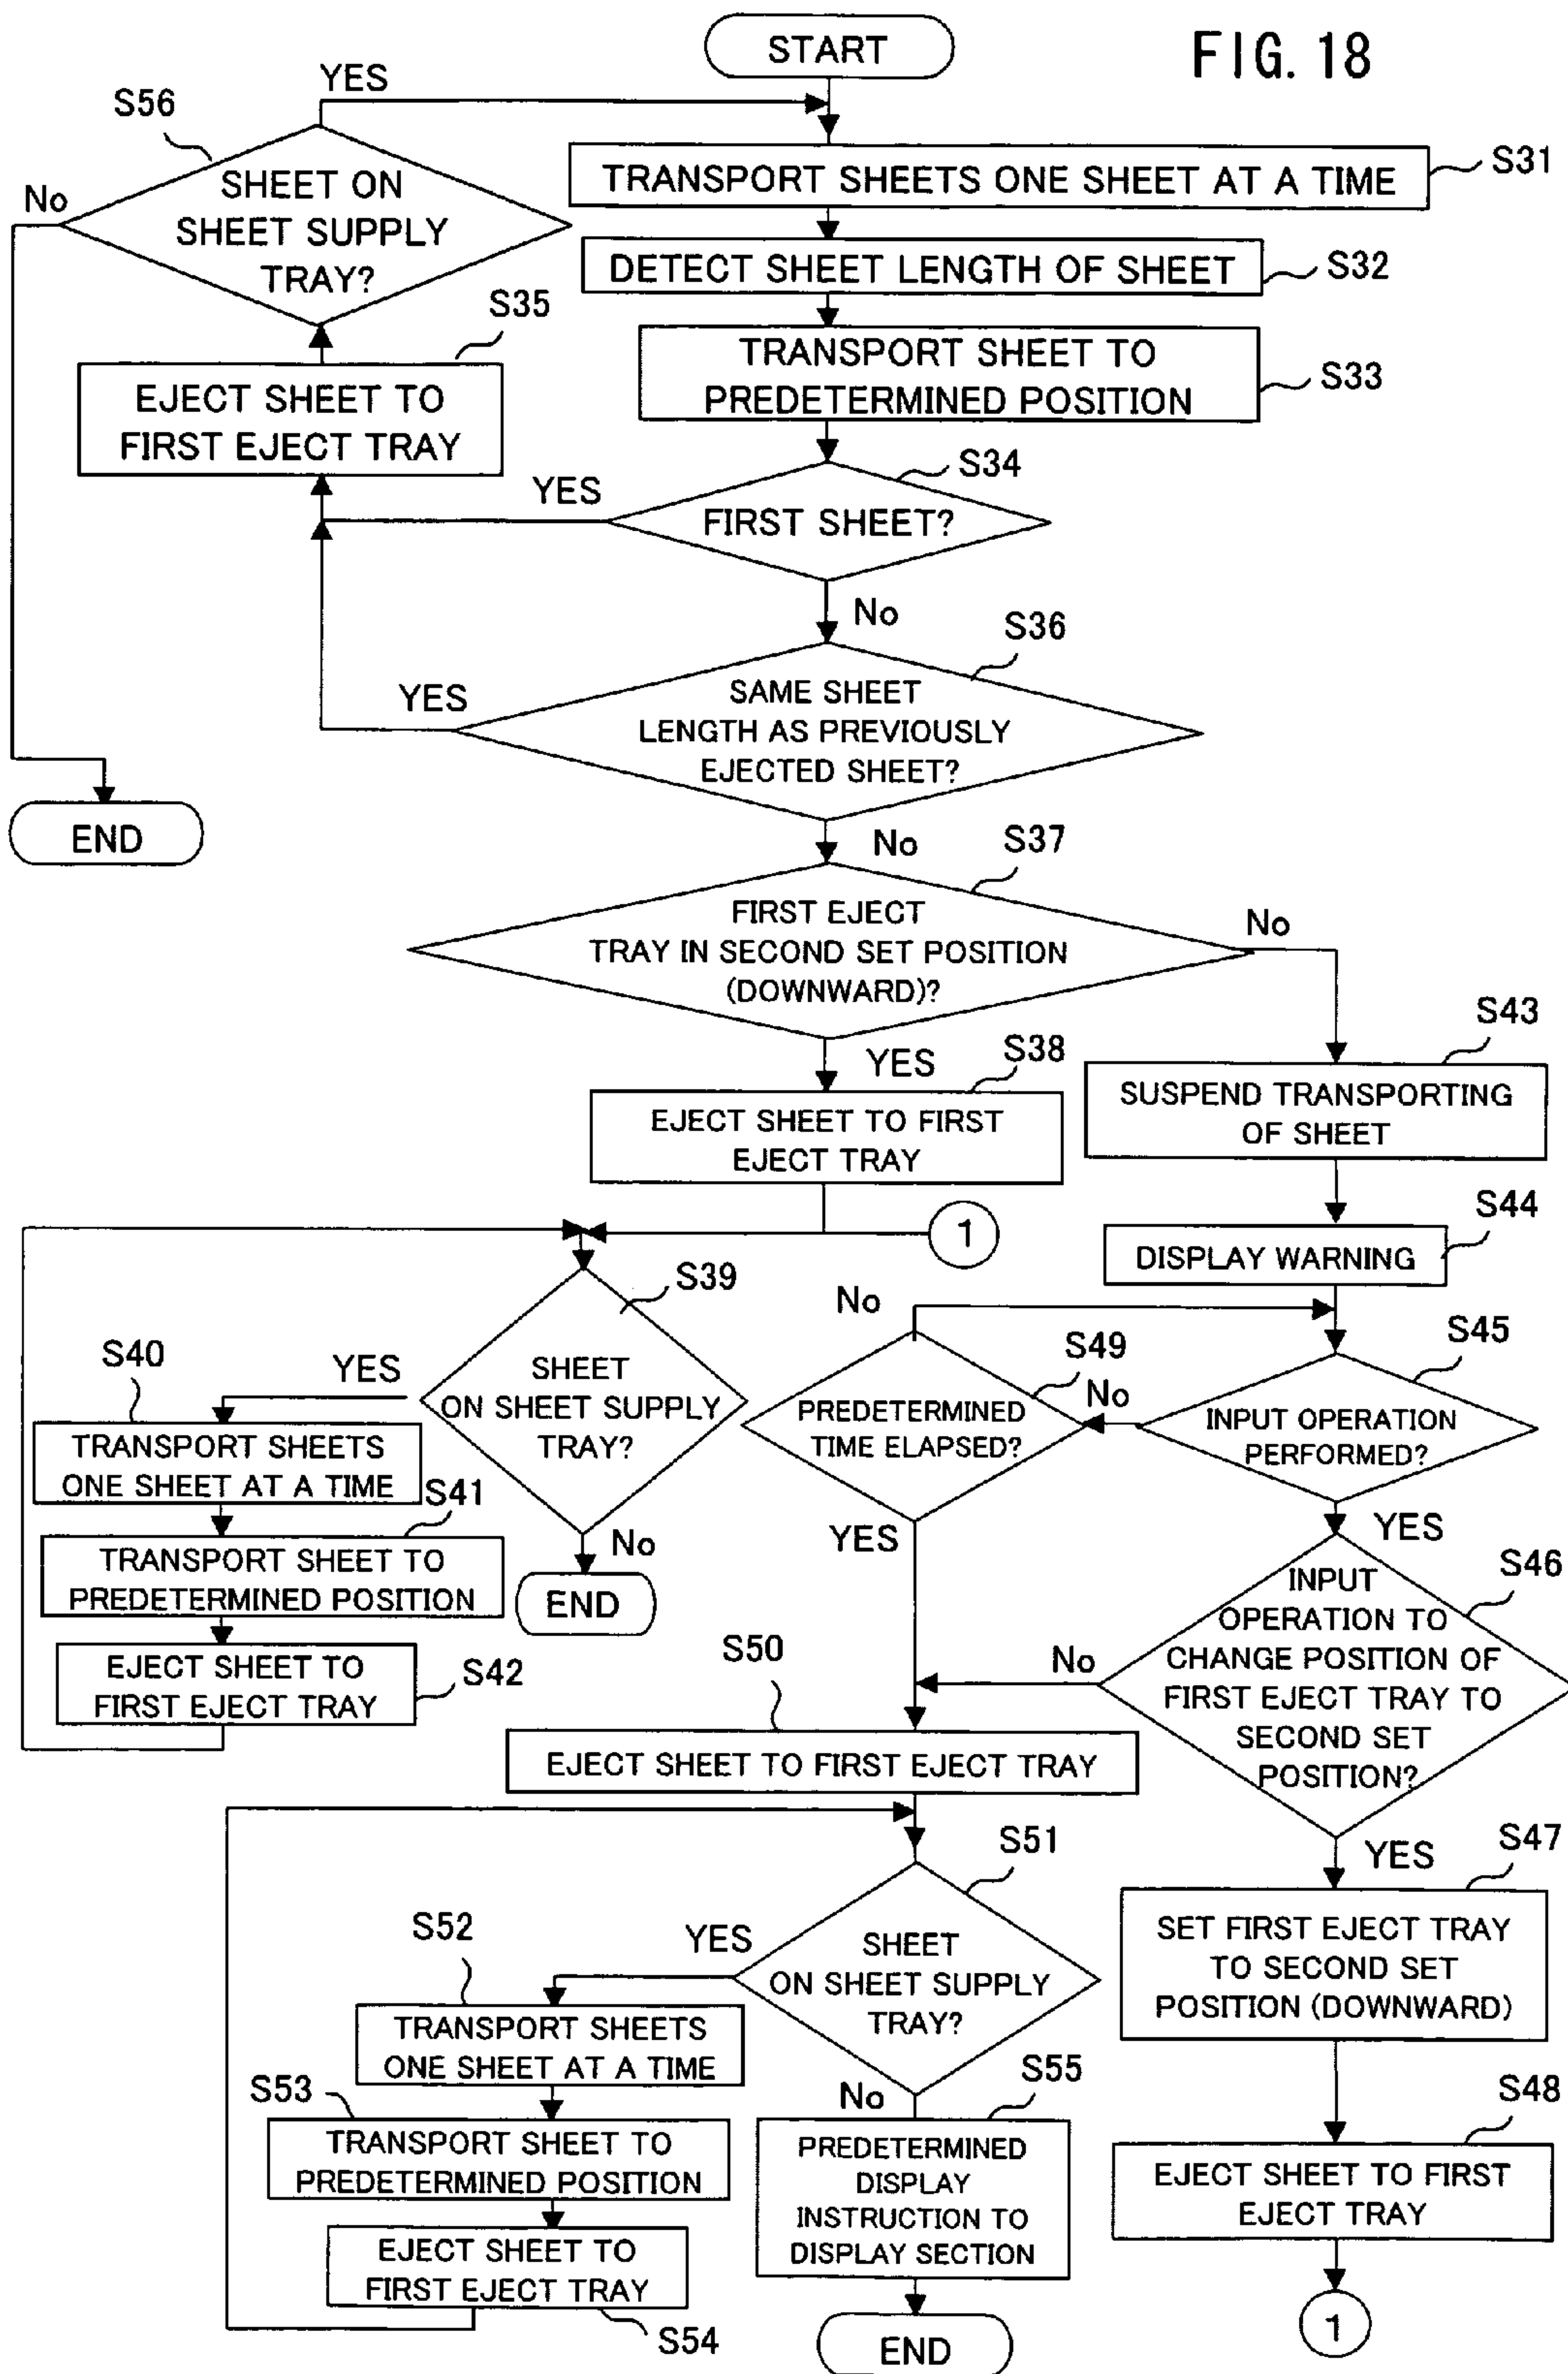 FIG. 18
START
YES
S56
SHEET ON
SHEET SUPPLY
TRAY?
No
TRANSPORT SHEETS ONE SHEET AT A TIME
S31
DETECT SHEET LENGTH OF SHEET
S32
S35
TRANSPORT SHEET TO
PREDETERMINED POSITION
S33
EJECT SHEET TO
FIRST EJECT TRAY
S34
YES
FIRST SHEET?
No
S36
YES
SAME SHEET
LENGTH AS PREVIOUSLY
EJECTED SHEET?
END
No
S37
FIRST EJECT
TRAY IN SECOND SET POSITION
(DOWNWARD)?
No
YES
S38
S43
EJECT SHEET TO FIRST
EJECT TRAY
SUSPEND TRANSPORTING
OF SHEET
1
S44
DISPLAY WARNING
S39
No
S40
YES
SHEET
ON SHEET SUPPLY
TRAY?
S49
S45
PREDETERMINED
TIME ELAPSED?
No
INPUT OPERATION
PERFORMED?
TRANSPORT SHEETS
ONE SHEET AT A TIME
S41
TRANSPORT SHEET TO
PREDETERMINED POSITION
No
END
YES
YES
S46
INPUT
OPERATION TO
CHANGE POSITION OF
FIRST EJECT TRAY TO
SECOND SET
POSITION?
EJECT SHEET TO
FIRST EJECT TRAY
S42
S50
No
EJECT SHEET TO FIRST EJECT TRAY
S51
YES
S47
S52
YES
SHEET
ON SHEET SUPPLY
TRAY?
SET FIRST EJECT TRAY
TO SECOND SET
POSITION (DOWNWARD)
TRANSPORT SHEETS
ONE SHEET AT A TIME
S53
No
S55
S48
TRANSPORT SHEET TO
PREDETERMINED POSITION
PREDETERMINED
DISPLAY
INSTRUCTION TO
DISPLAY SECTION
EJECT SHEET TO FIRST
EJECT TRAY
EJECT SHEET TO
FIRST EJECT TRAY
S54
END
1